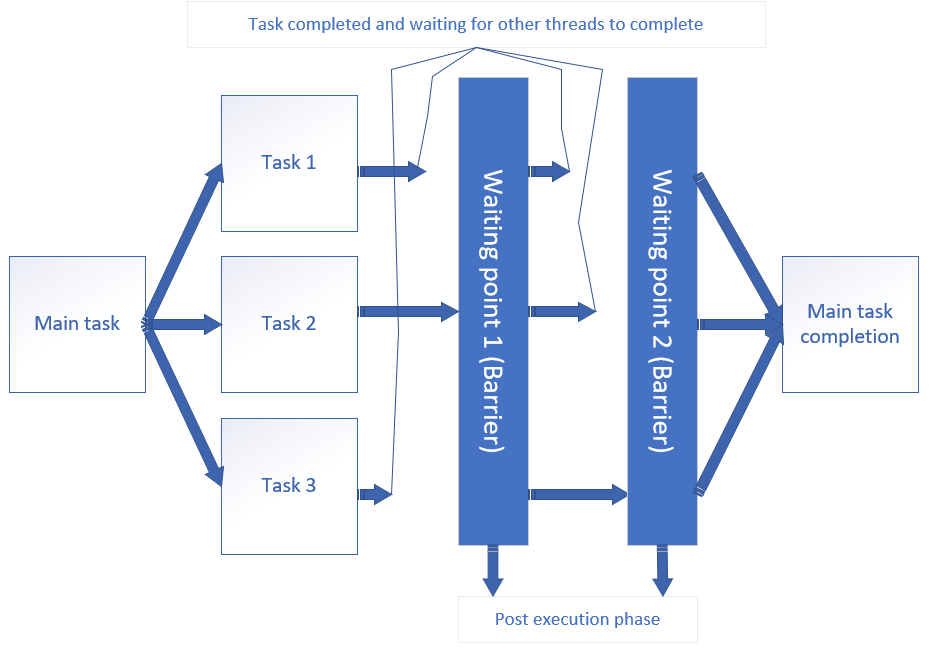 Task completed and waiting for other threads to complete
Task 1
Main task
Task 2
Task 3
Waiting point 1 (Barrier)
Waiting point 2 (Barrier)
Main task
completion
Post execution phase